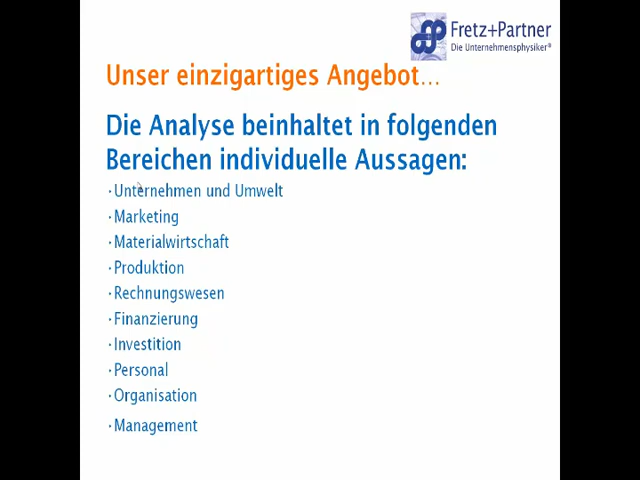 Fretz+Partner
Die Unternehmensphysiker®
Unser einzigartiges Angebot...
Die Analyse beinhaltet in folgenden
Bereichen individuelle Aussagen:
·Unternehmen und Umwelt
·Marketing
·Materialwirtschaft
·Produktion
·Rechnungswesen
·Finanzierung
·Investition
·Personal
·Organisation
·Management